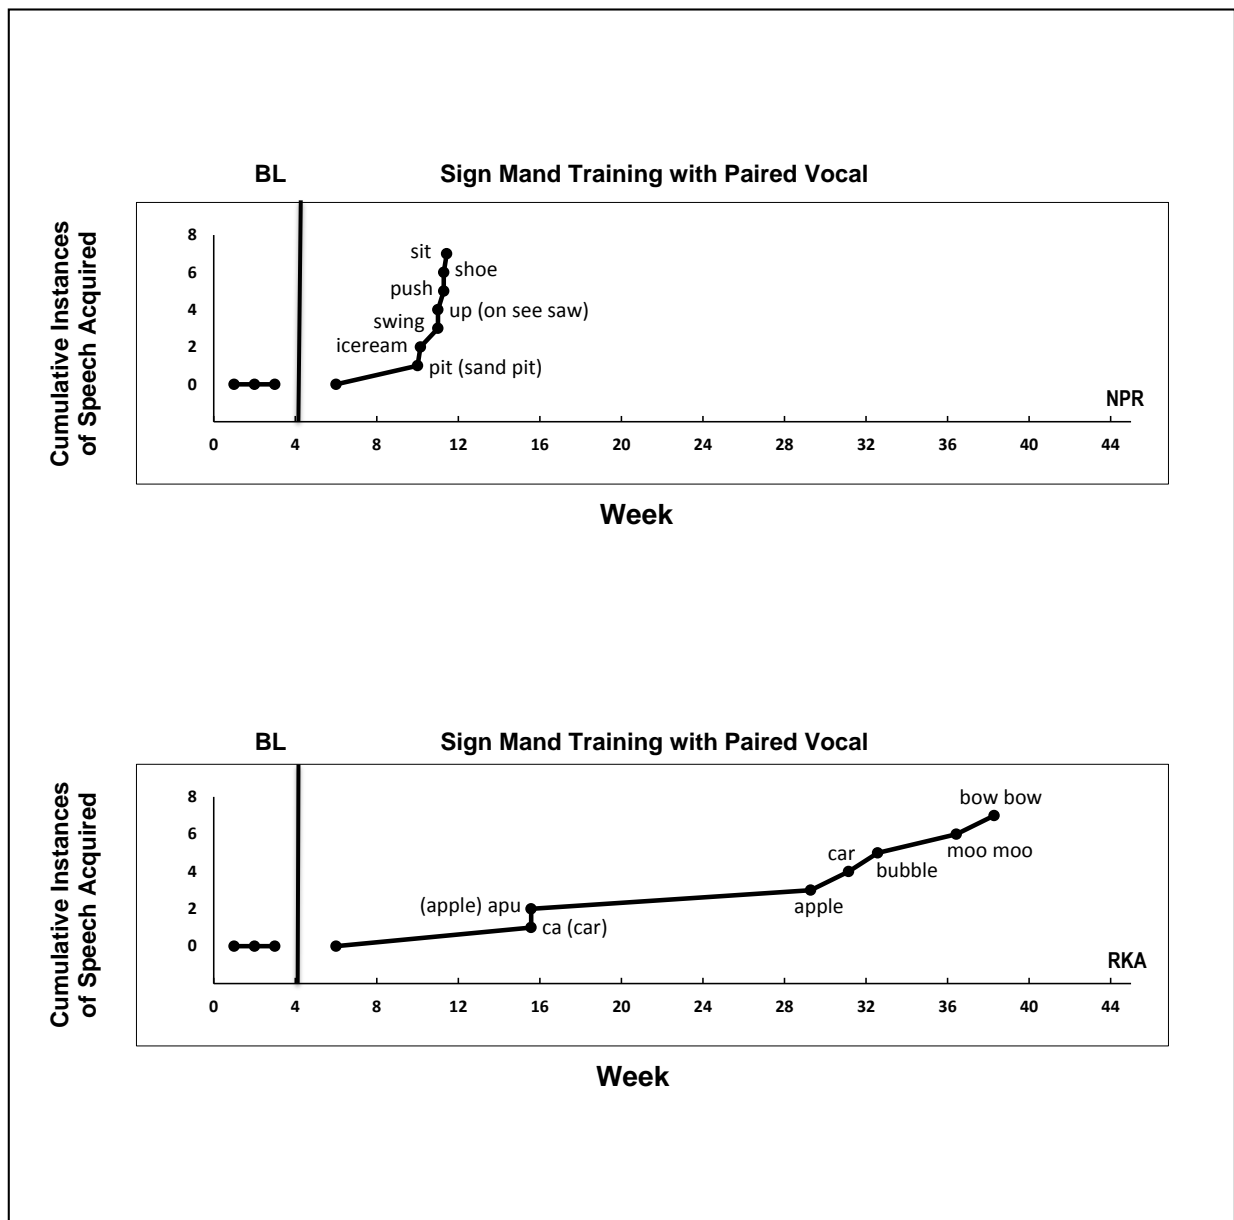 BL Sign Mand Training with Paired Vocal
Cumulative Instances
of Speech Acquired
8
6
4
2
0
sit
shoe
push
up (on see saw)
swing
iceream
pit (sand pit)
NPR
0 4 8 12 16 20 24 28 32 36 40 44
Week
BL Sign Mand Training with Paired Vocal
Cumulative Instances
of Speech Acquired
8
6
4
2
0
bow bow
moo moo
car
bubble
apple
(apple) apu
ca (car)
RKA
0 4 8 12 16 20 24 28 32 36 40 44
Week